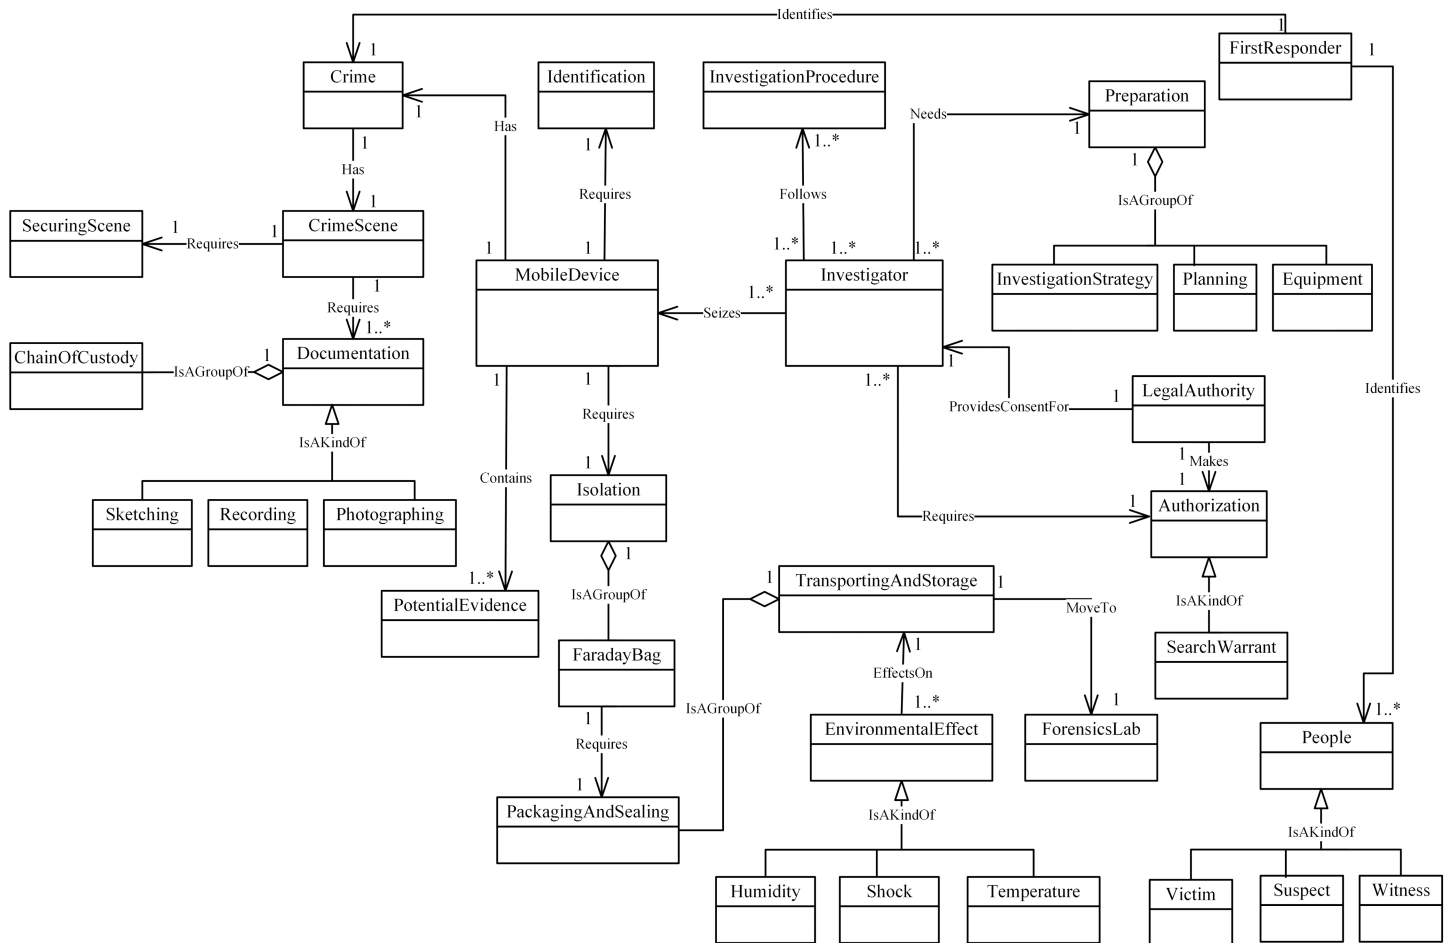 Identifies
1
1
FirstResponder
1
Crime
Identification
InvestigationProcedure
Preparation
1
Has
1
1..*
Needs
1
1
1
Has
Requires
Follows
IsAGroupOf
1
SecuringScene
1
Requires
1
CrimeScene
1
1
1..*
1..*
1..*
MobileDevice
Investigator
InvestigationStrategy
Planning
Equipment
1
Requires
1..*
Seizes
1..*
ChainOfCustody
IsAGroupOf
1
Documentation
1
1
1..*
1
ProvidesConsentFor
1
LegalAuthority
Identifies
IsAKindOf
Requires
1
Makes
1
Contains
1
Isolation
Sketching
Recording
Photographing
Requires
1
Authorization
1
IsAGroupOf
1..*
PotentialEvidence
1
TransportingAndStorage
1
MoveTo
IsAKindOf
FaradayBag
1
EffectsOn
SearchWarrant
IsAGroupOf
1..*
1
1..*
1
Requires
1
EnvironmentalEffect
ForensicsLab
People
PackagingAndSealing
IsAKindOf
IsAKindOf
Humidity
Shock
Temperature
Victim
Suspect
Witness